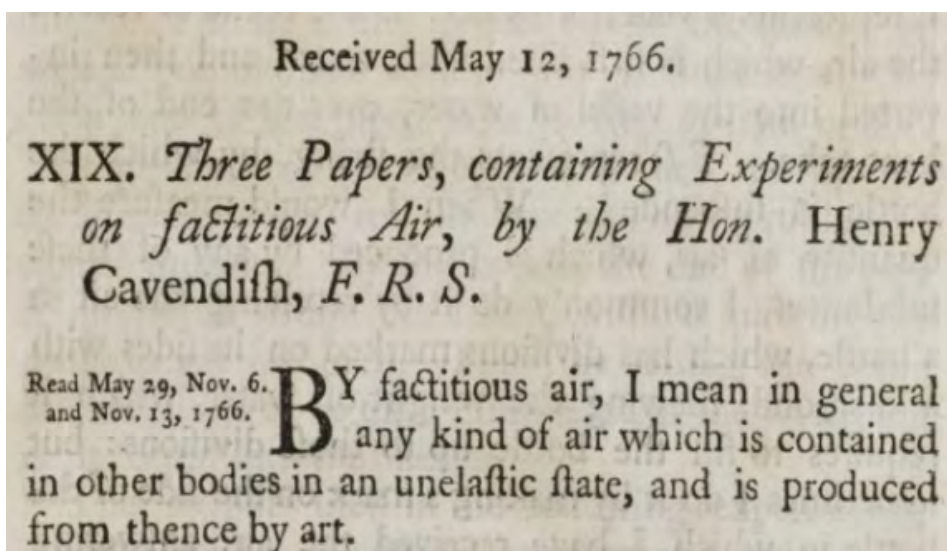 Received May 12, 1766.
XIX. Three Papers, containing Experiments
on factitious Air, by the Hon. Henry
Cavendiſh, F. R. S.
Read May 29, Nov. 6.
and Nov. 13, 1766.
BY factitious air, I mean in general
any kind of air which is contained
in other bodies in an unelaſtic ſtate, and is produced
from thence by art.